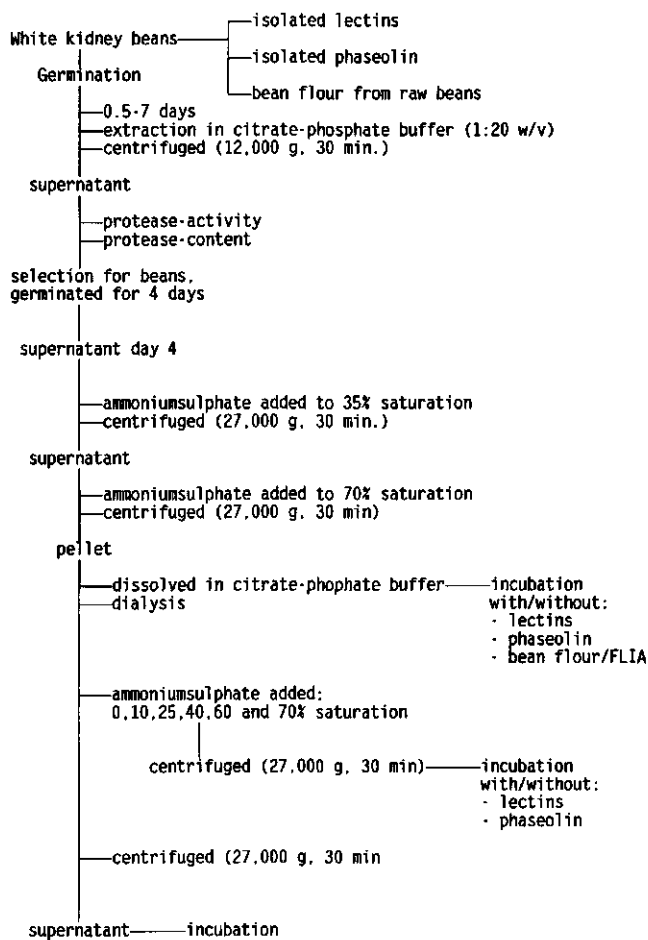 isolated lectins
White kidney beans
isolated phaseolin
Germination
bean flour from raw beans
0.5-7 days
extraction in citrate-phosphate buffer (1:20 w/v)
centrifuged (12,000 g, 30 min.)
supernatant
protease-activity
protease-content
selection for beans,
germinated for 4 days
supernatant day 4
ammoniumsulphate added to 35% saturation
centrifuged (27,000 g, 30 min.)
supernatant
ammoniumsulphate added to 70% saturation
centrifuged (27,000 g, 30 min)
pellet
dissolved in citrate-phophate buffer incubation
dialysis with/without:
- lectins
- phaseolin
- bean flour/FLIA
ammoniumsulphate added:
0,10,25,40,60 and 70% saturation
centrifuged (27,000 g, 30 min) incubation
with/without:
- lectins
- phaseolin
centrifuged (27,000 g, 30 min
supernatant incubation